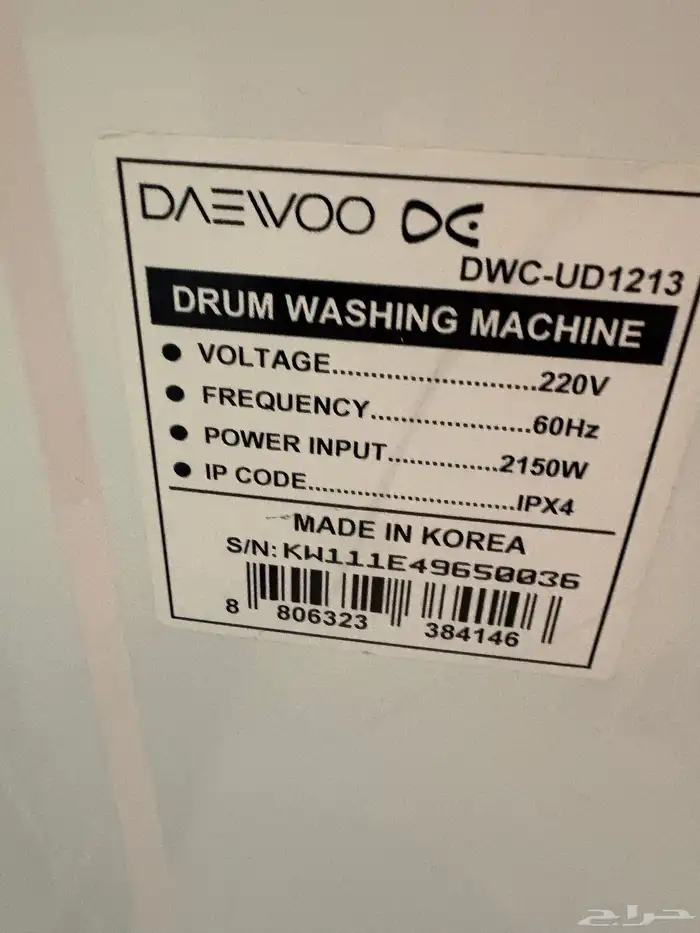 DAEWOO DE
DWC-UD1213
DRUM WASHING MACHINE
● VOLTAGE..........................220V
● FREQUENCY....................60Hz
● POWER INPUT..............2150W
● IP CODE..........................IPX4
MADE IN KOREA
S/N: KW111E49650036
8 806323 384146
حراج